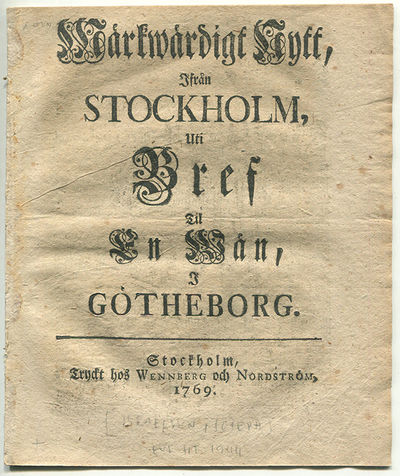 Märkwärdigt Nytt,
Ifrån
STOCKHOLM,
Uti
Bref
Til
En Wän,
I
GÖTHEBORG.
Stockholm,
Tryckt hos WENNBERG och NORDSTRÖM,
1769.